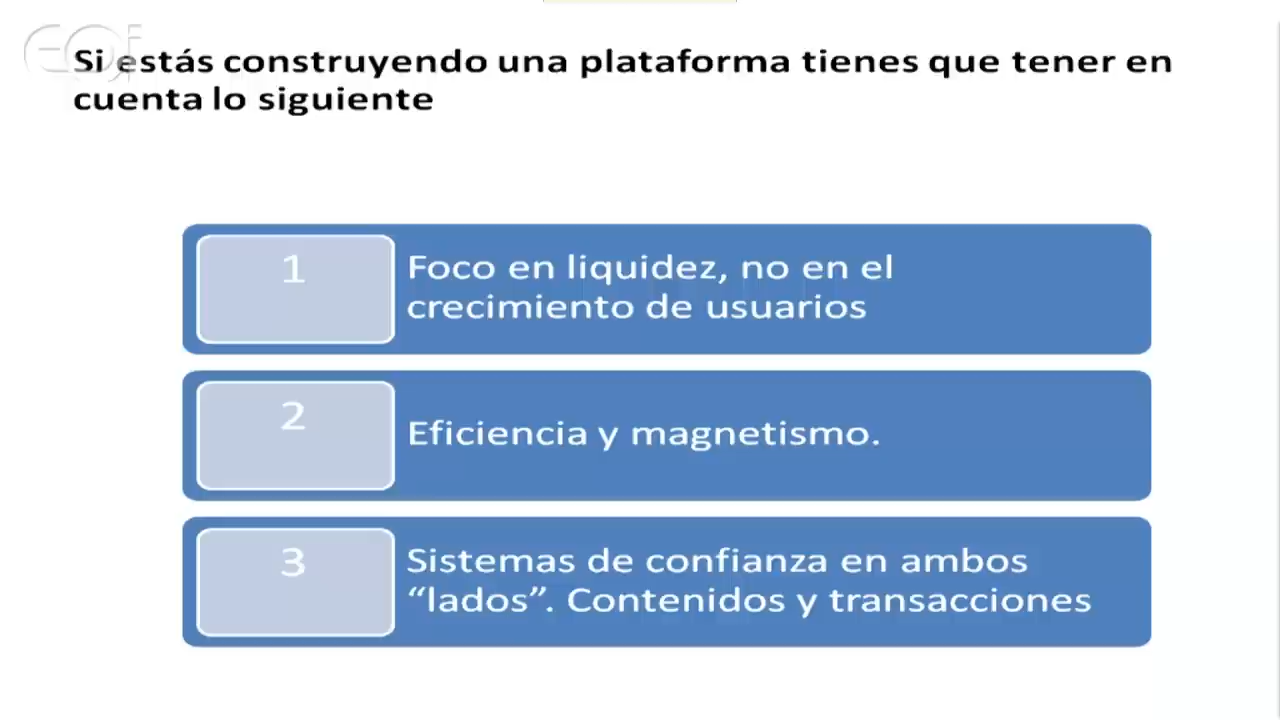 eoi
Si estás construyendo una plataforma tienes que tener en
cuenta lo siguiente
1
Foco en liquidez, no en el
crecimiento de usuarios
2
Eficiencia y magnetismo.
3
Sistemas de confianza en ambos
“lados”. Contenidos y transacciones